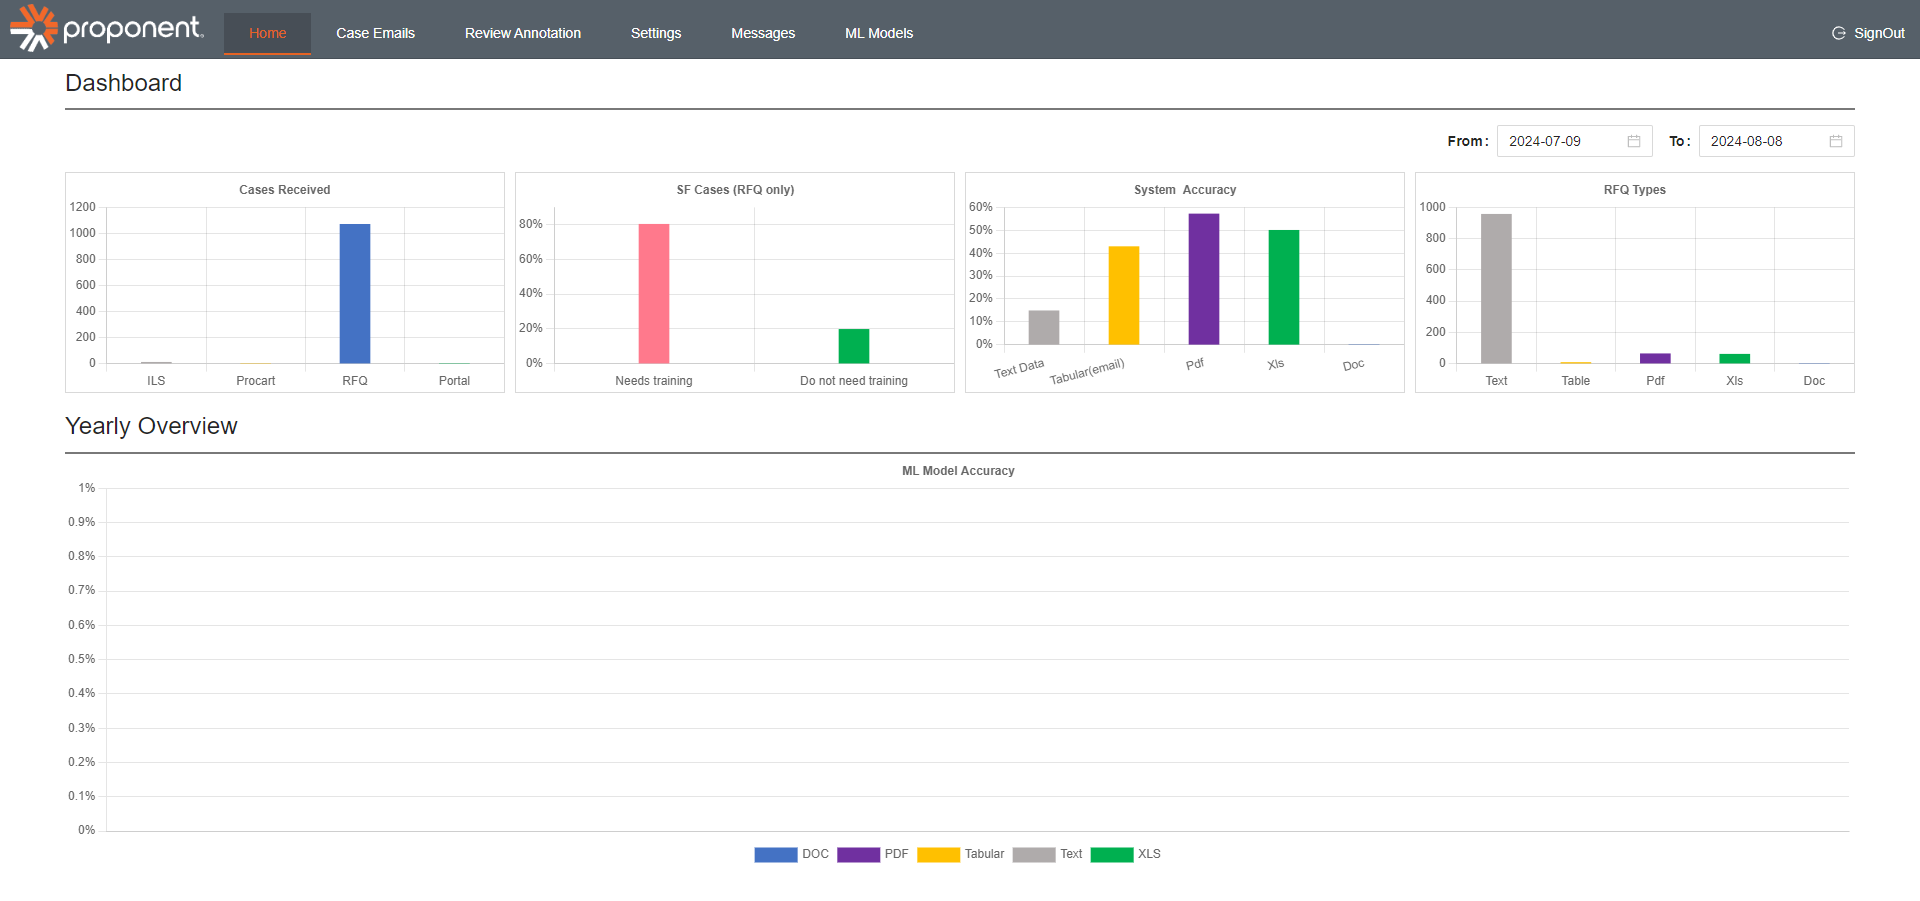 proponent
Home
Case Emails
Review Annotation
Settings
Messages
ML Models
SignOut
Dashboard
From :
2024-07-09
To :
2024-08-08
Cases Received
1200
1000
800
600
400
200
0
ILS
Procart
RFQ
Portal
SF Cases (RFQ only)
80%
60%
40%
20%
0%
Needs training
Do not need training
System Accuracy
60%
50%
40%
30%
20%
10%
0%
Text Data
Tabular(email)
Pdf
Xls
Doc
RFQ Types
1000
800
600
400
200
0
Text
Table
Pdf
Xls
Doc
Yearly Overview
ML Model Accuracy
1%
0.9%
0.8%
0.7%
0.6%
0.5%
0.4%
0.3%
0.2%
0.1%
0%
DOC
PDF
Tabular
Text
XLS